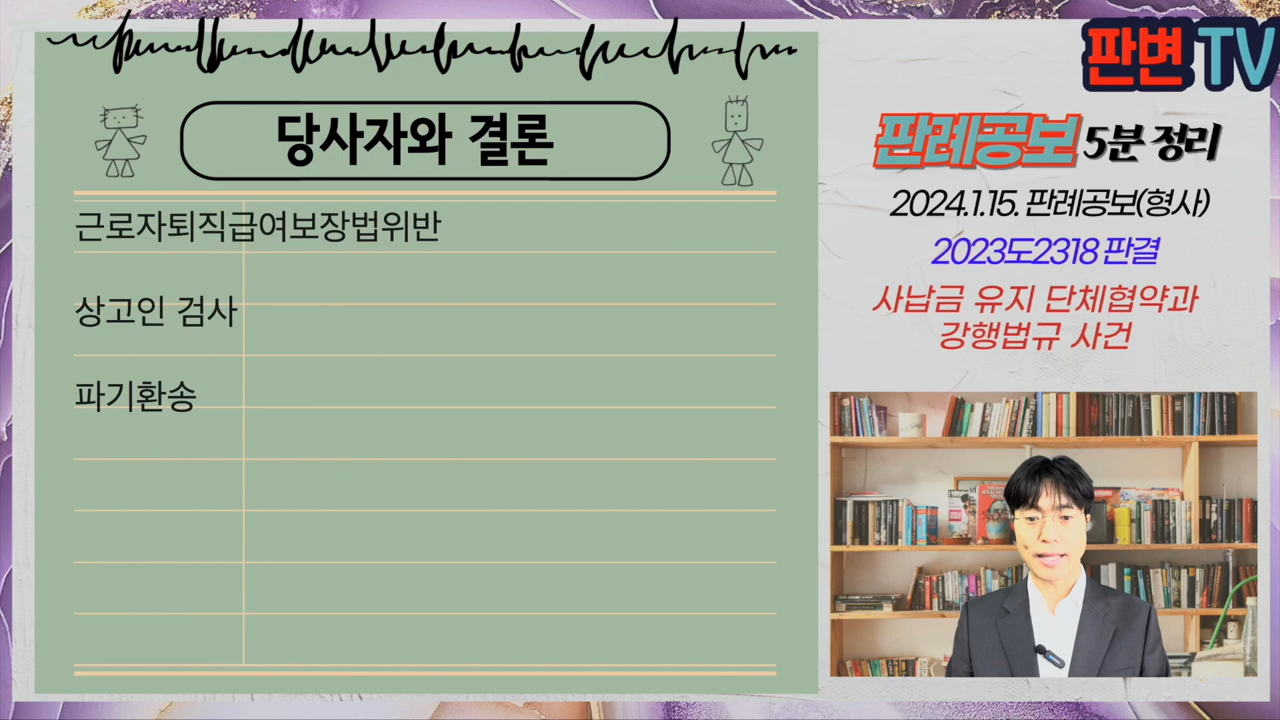 당사자와 결론
근로자퇴직급여보장법위반
상고인 검사
파기환송
판변 TV
판례공보 5분 정리
2024.1.15. 판례공보(형사)
2023도2318 판결
사납금 유지 단체협약과
강행법규 사건